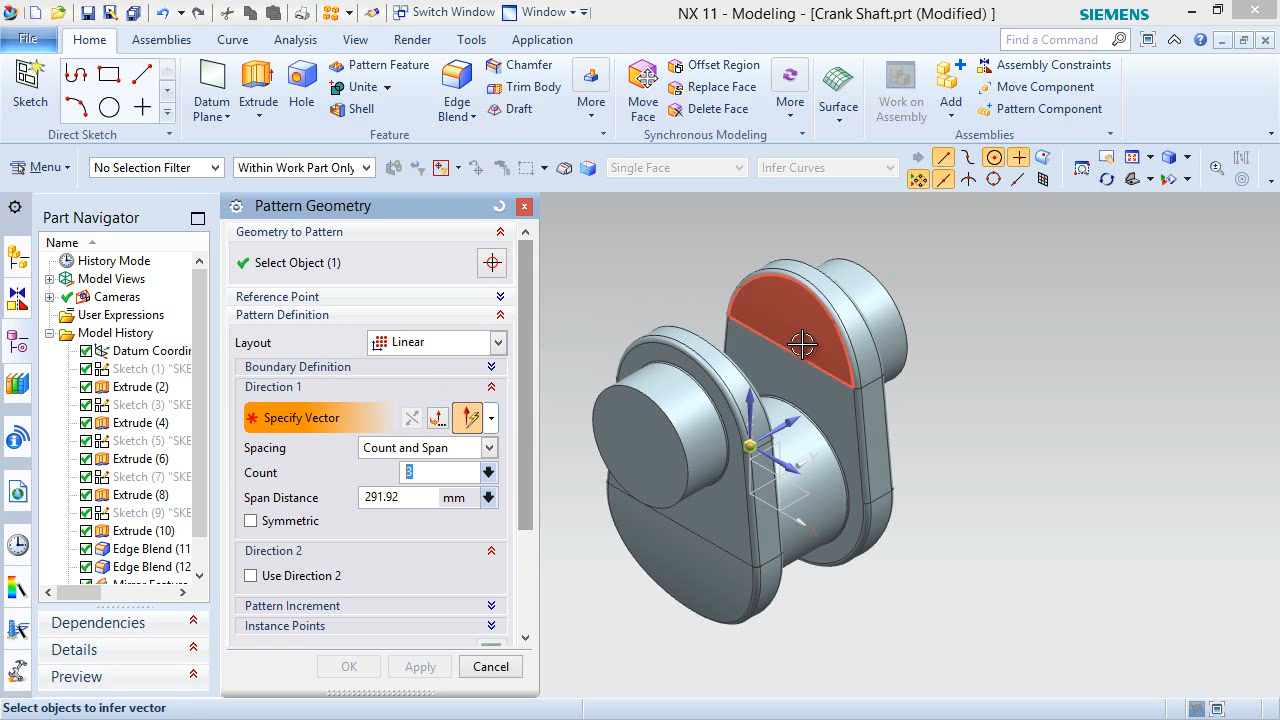 Switch Window Window
NX 11 - Modeling - [Crank Shaft.prt (Modified) ]
SIEMENS
File Home Assemblies Curve Analysis View Render Tools Application
Find a Command
Sketch
Direct Sketch
Datum Plane
Extrude
Hole
Pattern Feature
Unite
Shell
Edge Blend
Chamfer
Trim Body
Draft
More
Feature
Move Face
Offset Region
Replace Face
Delete Face
More
Synchronous Modeling
Surface
Work on Assembly
Add
Assembly Constraints
Move Component
Pattern Component
Assemblies
Menu
No Selection Filter
Within Work Part Only
Single Face
Infer Curves
Part Navigator
Name
History Mode
Model Views
Cameras
User Expressions
Model History
Datum Coordin
Sketch (1) "SKE
Extrude (2)
Sketch (3) "SKE
Extrude (4)
Sketch (5) "SKE
Extrude (6)
Sketch (7) "SKE
Extrude (8)
Sketch (9) "SKE
Extrude (10)
Edge Blend (11
Edge Blend (12
Dependencies
Details
Preview
Pattern Geometry
Geometry to Pattern
Select Object (1)
Reference Point
Pattern Definition
Layout Linear
Boundary Definition
Direction 1
* Specify Vector
Spacing Count and Span
Count 3
Span Distance 291.92 mm
Symmetric
Direction 2
Use Direction 2
Pattern Increment
Instance Points
OK Apply Cancel
Y
X
Select objects to infer vector